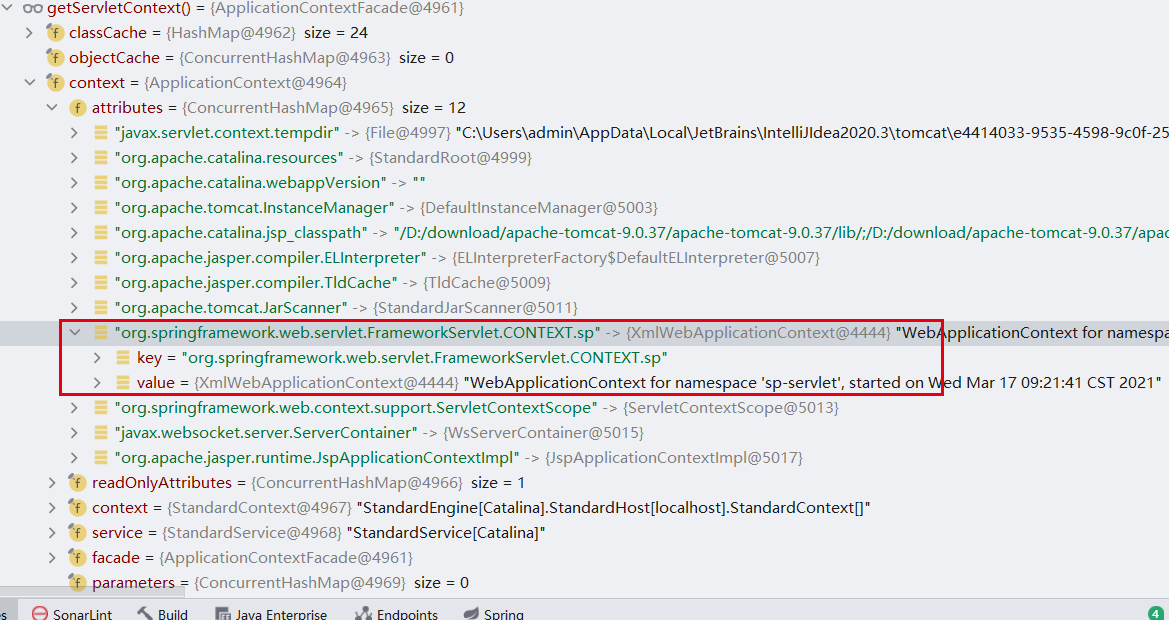 getServletContext() = {ApplicationContextFacade@4961}
classCache = {HashMap@4962} size = 24
objectCache = {ConcurrentHashMap@4963} size = 0
context = {ApplicationContext@4964}
attributes = {ConcurrentHashMap@4965} size = 12
"javax.servlet.context.tempdir" -> {File@4997} "C:\Users\admin\AppData\Local\JetBrains\IntelliJIdea2020.3\tomcat\e4414033-9535-4598-9c0f-25
"org.apache.catalina.resources" -> {StandardRoot@4999}
"org.apache.catalina.webappVersion" -> ""
"org.apache.tomcat.InstanceManager" -> {DefaultInstanceManager@5003}
"org.apache.catalina.jsp_classpath" -> "/D:/download/apache-tomcat-9.0.37/apache-tomcat-9.0.37/lib/;/D:/download/apache-tomcat-9.0.37/apac
"org.apache.jasper.compiler.ELInterpreter" -> {ELInterpreterFactory$DefaultELInterpreter@5007}
"org.apache.jasper.compiler.TldCache" -> {TldCache@5009}
"org.apache.tomcat.JarScanner" -> {StandardJarScanner@5011}
"org.springframework.web.servlet.FrameworkServlet.CONTEXT.sp" -> {XmlWebApplicationContext@4444} "WebApplicationContext for namespa
key = "org.springframework.web.servlet.FrameworkServlet.CONTEXT.sp"
value = {XmlWebApplicationContext@4444} "WebApplicationContext for namespace 'sp-servlet', started on Wed Mar 17 09:21:41 CST 2021"
"org.springframework.web.context.support.ServletContextScope" -> {ServletContextScope@5013}
"javax.websocket.server.ServerContainer" -> {WsServerContainer@5015}
"org.apache.jasper.runtime.JspApplicationContextImpl" -> {JspApplicationContextImpl@5017}
readOnlyAttributes = {ConcurrentHashMap@4966} size = 1
context = {StandardContext@4967} "StandardEngine[Catalina].StandardHost[localhost].StandardContext[]"
service = {StandardService@4968} "StandardService[Catalina]"
facade = {ApplicationContextFacade@4961}
parameters = {ConcurrentHashMap@4969} size = 0
es SonarLint Build Java Enterprise Endpoints Spring 4